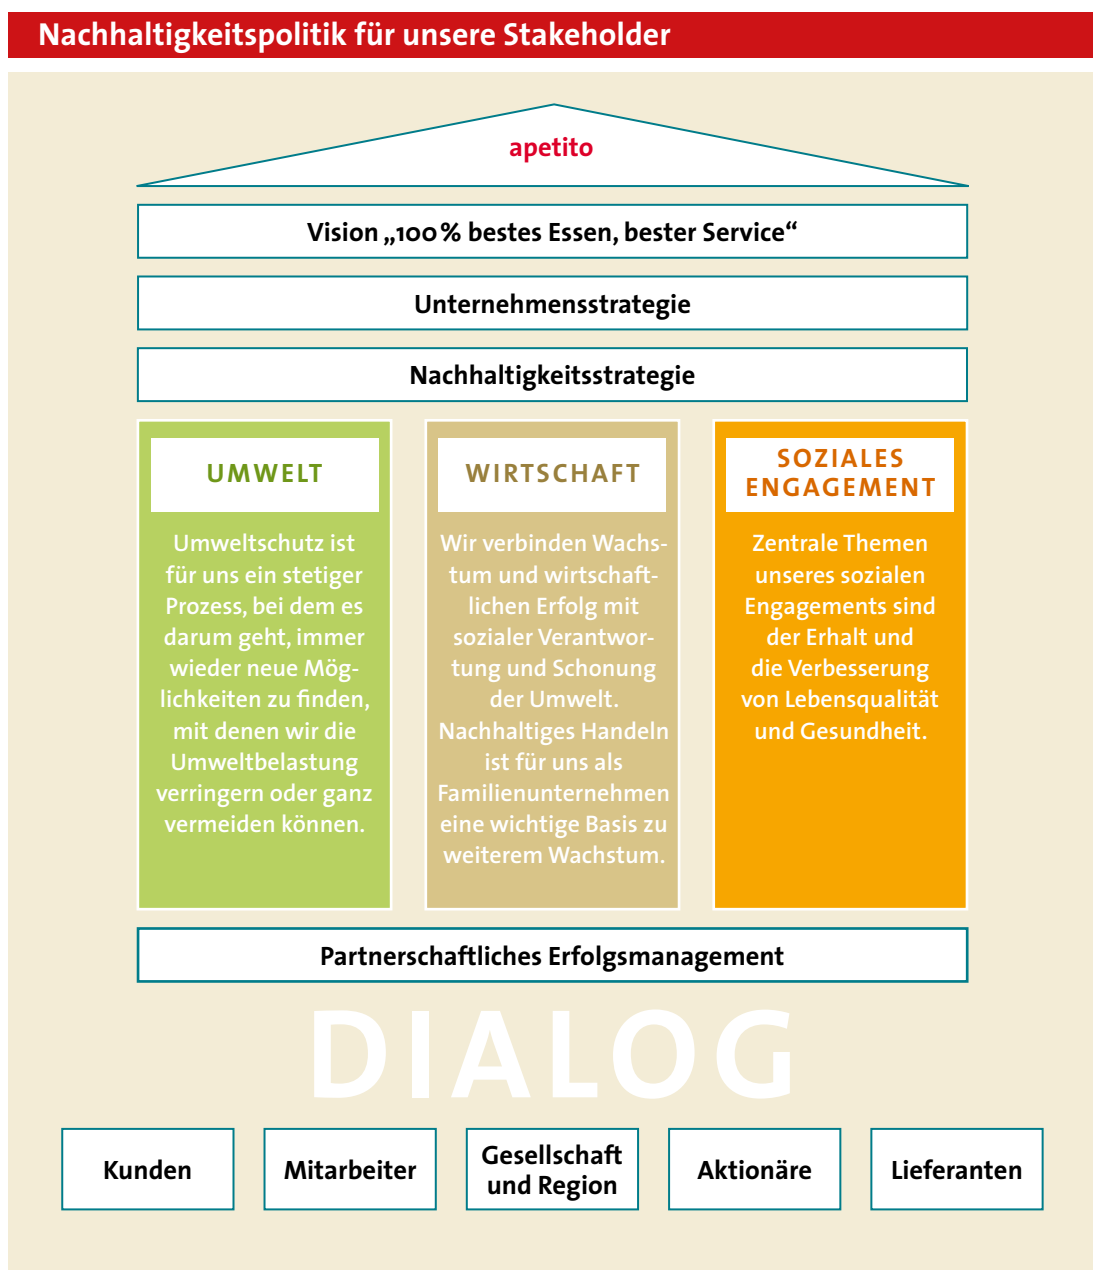 Nachhaltigkeitspolitik für unsere Stakeholder
apetito
Vision „100 % bestes Essen, bester Service“
Unternehmensstrategie
Nachhaltigkeitsstrategie
UMWELT
Umweltschutz ist
für uns ein stetiger
Prozess, bei dem es
darum geht, immer
wieder neue Mög-
lichkeiten zu finden,
mit denen wir die
Umweltbelastung
verringern oder ganz
vermeiden können.
WIRTSCHAFT
Wir verbinden Wachs-
tum und wirtschaft-
lichen Erfolg mit
sozialer Verantwor-
tung und Schonung
der Umwelt.
Nachhaltiges Handeln
ist für uns als
Familienunternehmen
eine wichtige Basis zu
weiterem Wachstum.
SOZIALES
ENGAGEMENT
Zentrale Themen
unseres sozialen
Engagements sind
der Erhalt und
die Verbesserung
von Lebensqualität
und Gesundheit.
Partnerschaftliches Erfolgsmanagement
DIALOG
Kunden
Mitarbeiter
Gesellschaft
und Region
Aktionäre
Lieferanten